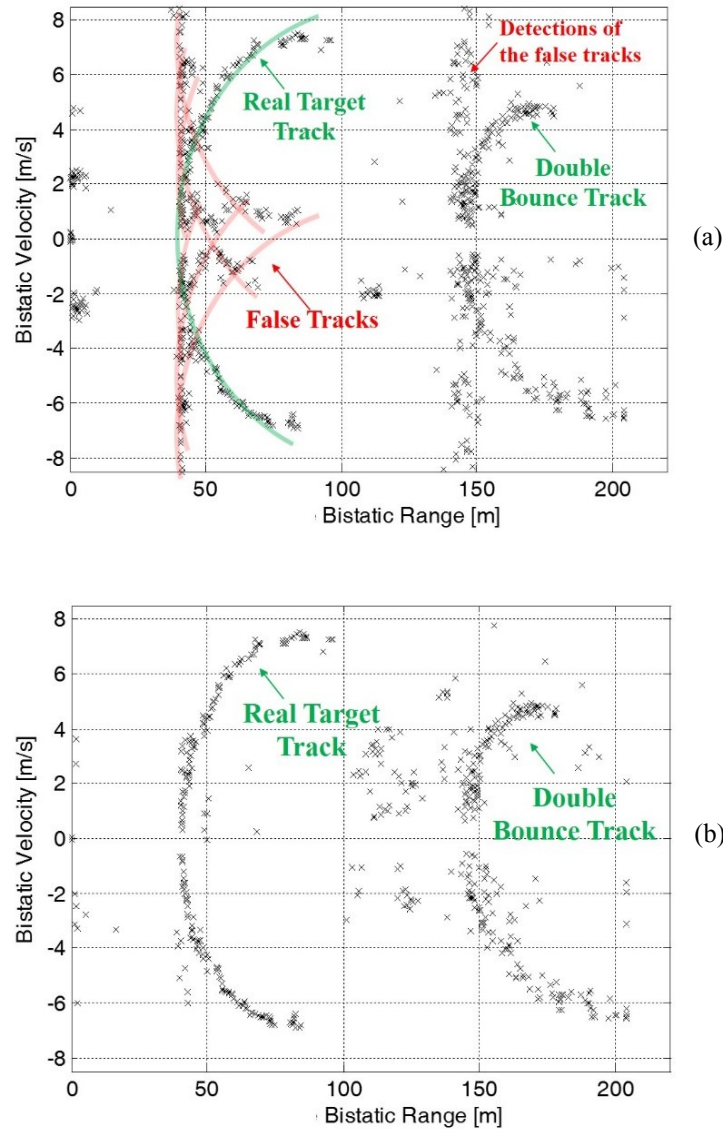 8
6
4
2
0
-2
-4
-6
-8
Bistatic Velocity [m/s]
Real Target
Track
Detections of
the false tracks
Double
Bounce Track
False Tracks
(a)
0 50 100 150 200
Bistatic Range [m]
8
6
4
2
0
-2
-4
-6
-8
Bistatic Velocity [m/s]
Real Target
Track
Double
Bounce Track
(b)
0 50 100 150 200
Bistatic Range [m]